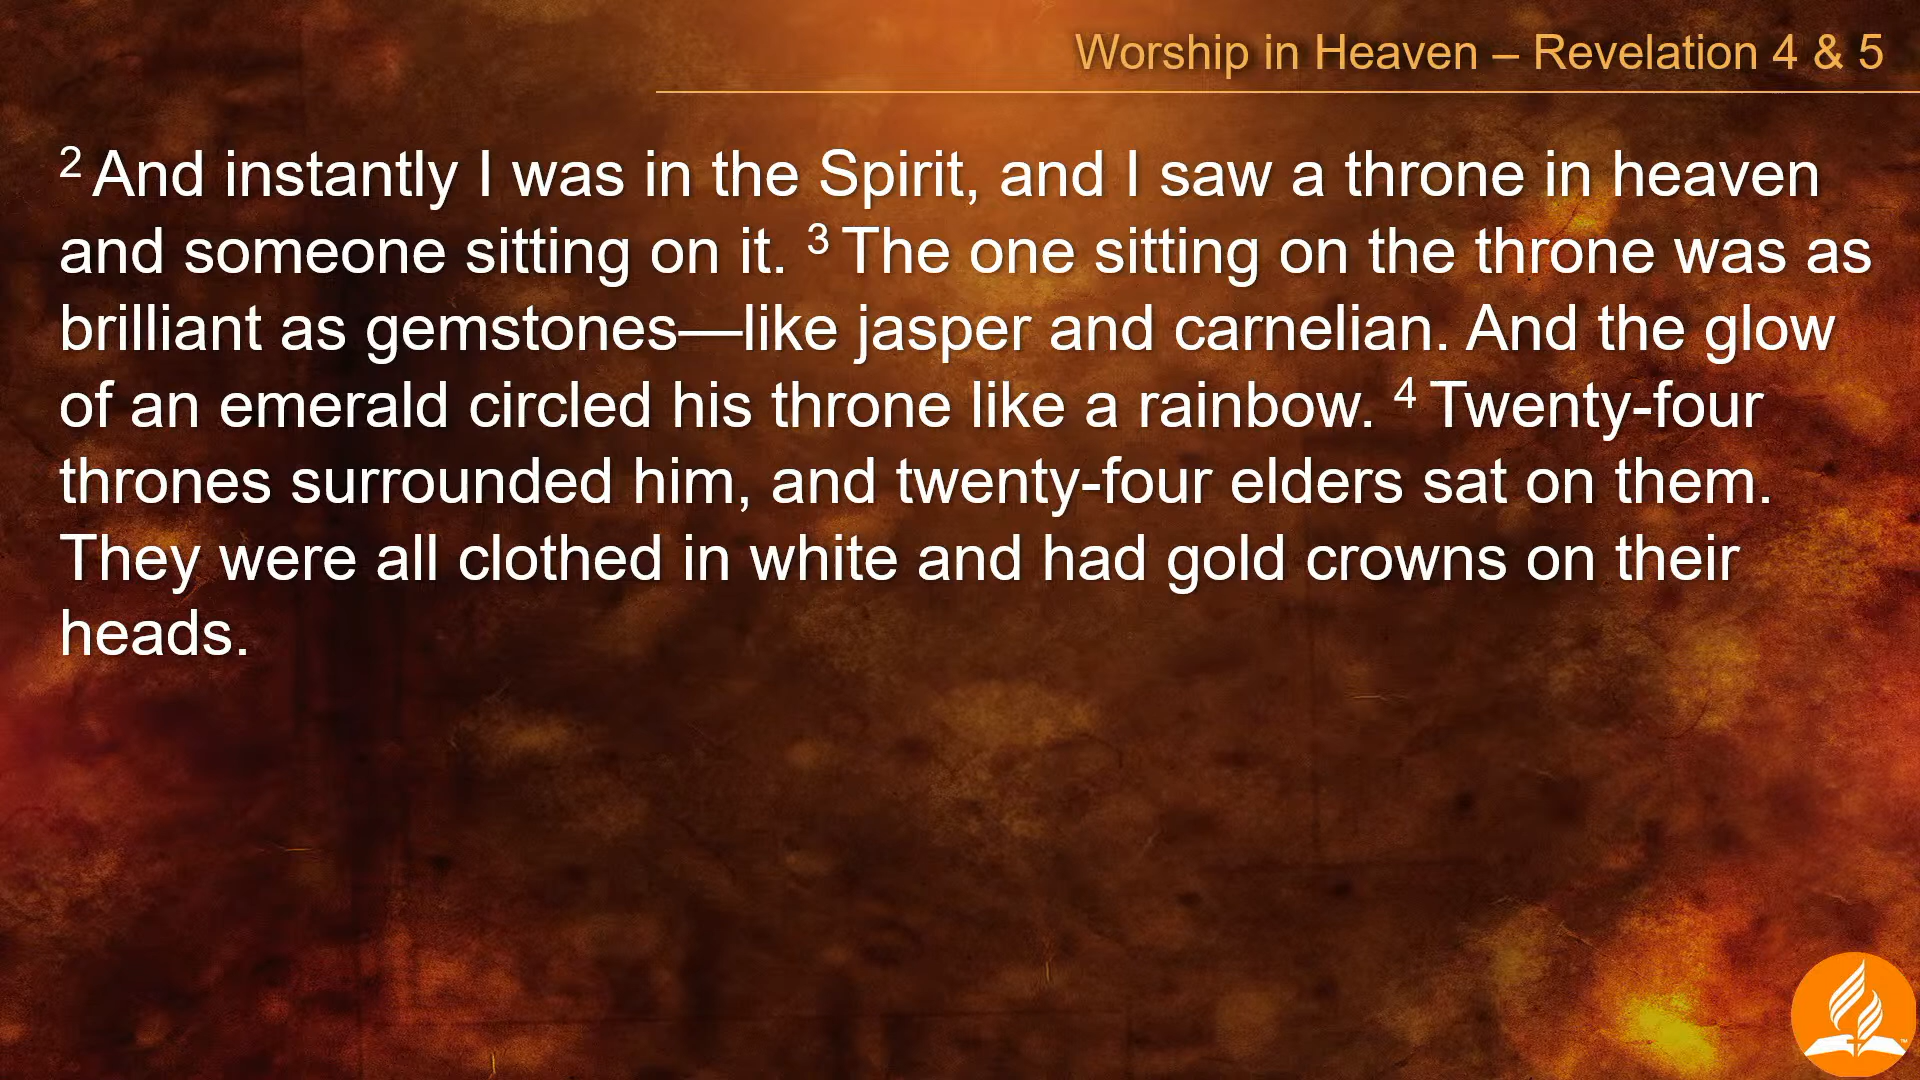 Worship in Heaven – Revelation 4 & 5
2 And instantly I was in the Spirit, and I saw a throne in heaven
and someone sitting on it. 3 The one sitting on the throne was as
brilliant as gemstones—like jasper and carnelian. And the glow
of an emerald circled his throne like a rainbow. 4 Twenty-four
thrones surrounded him, and twenty-four elders sat on them.
They were all clothed in white and had gold crowns on their
heads.